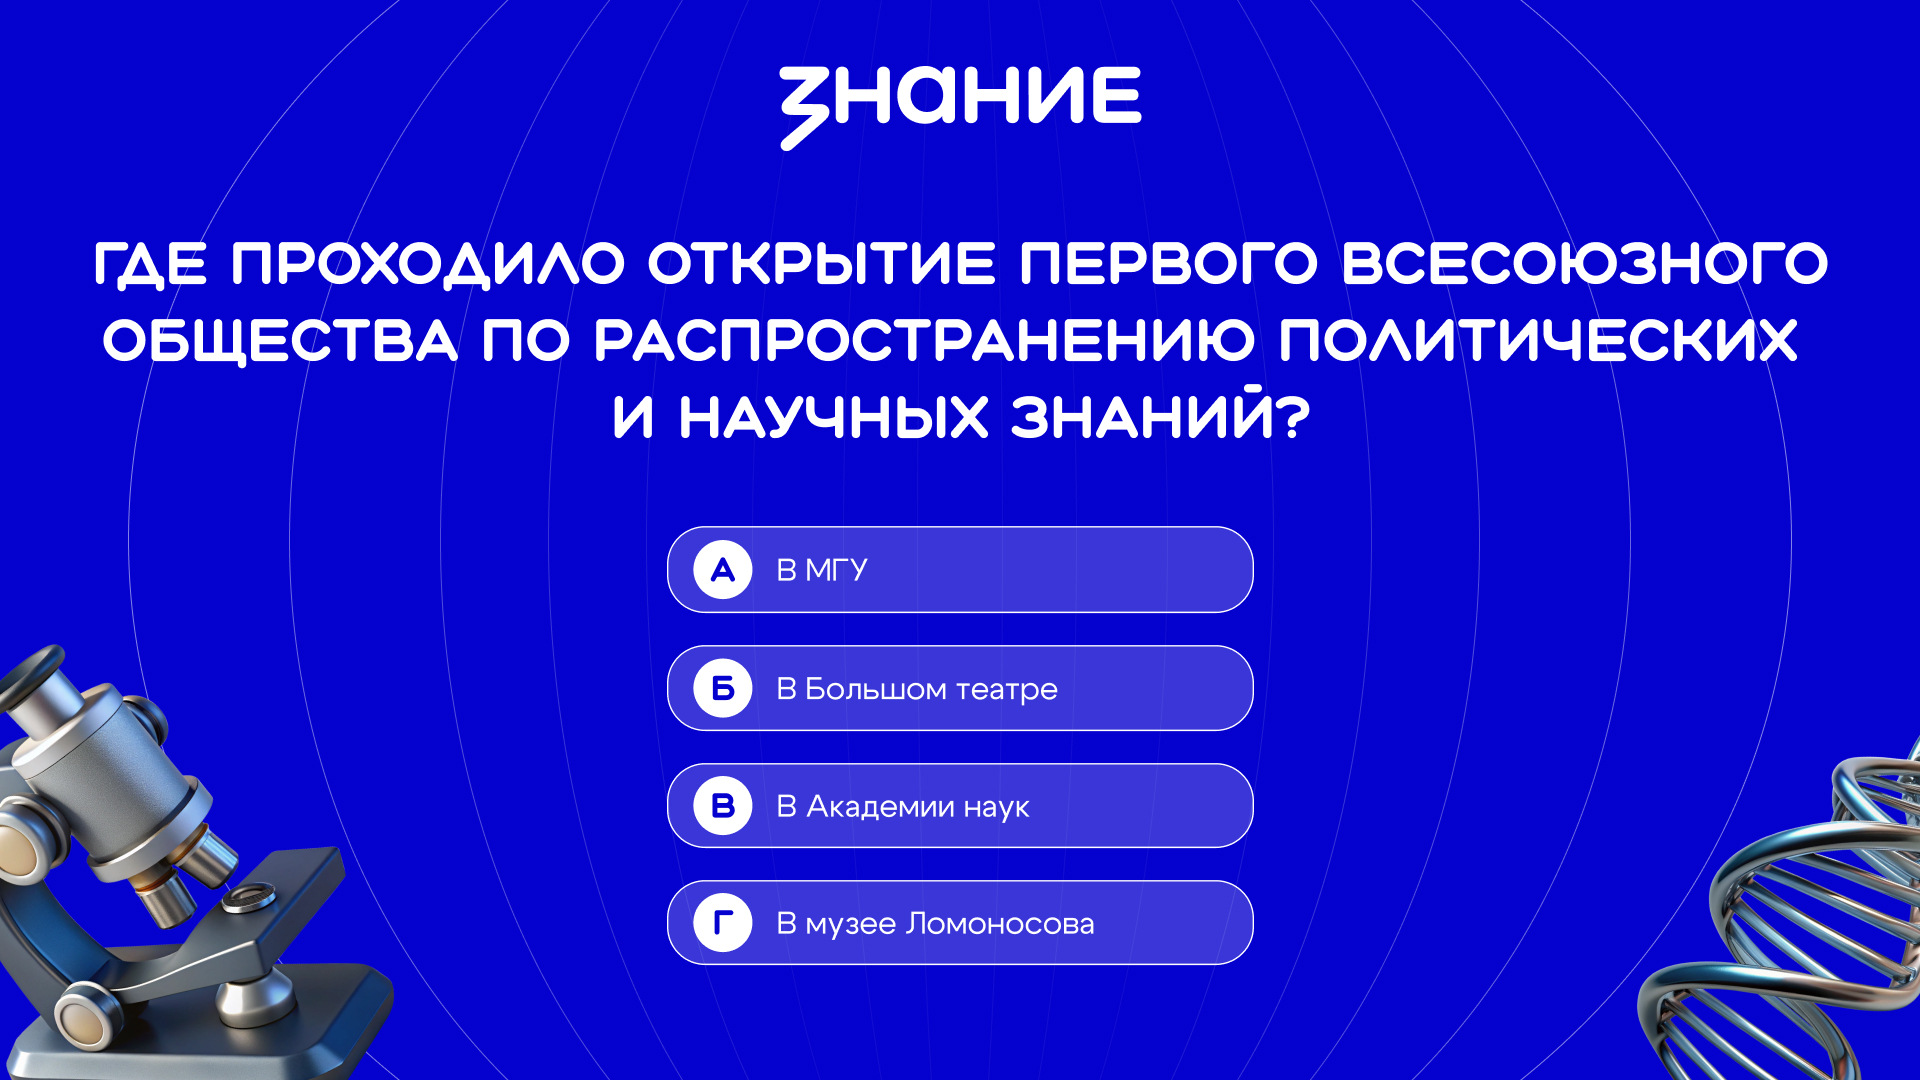 ЗНАНИЕ
ГДЕ ПРОХОДИЛО ОТКРЫТИЕ ПЕРВОГО ВСЕСОЮЗНОГО
ОБЩЕСТВА ПО РАСПРОСТРАНЕНИЮ ПОЛИТИЧЕСКИХ
И НАУЧНЫХ ЗНАНИЙ?
А В МГУ
Б В Большом театре
В В Академии наук
Г В музее Ломоносова